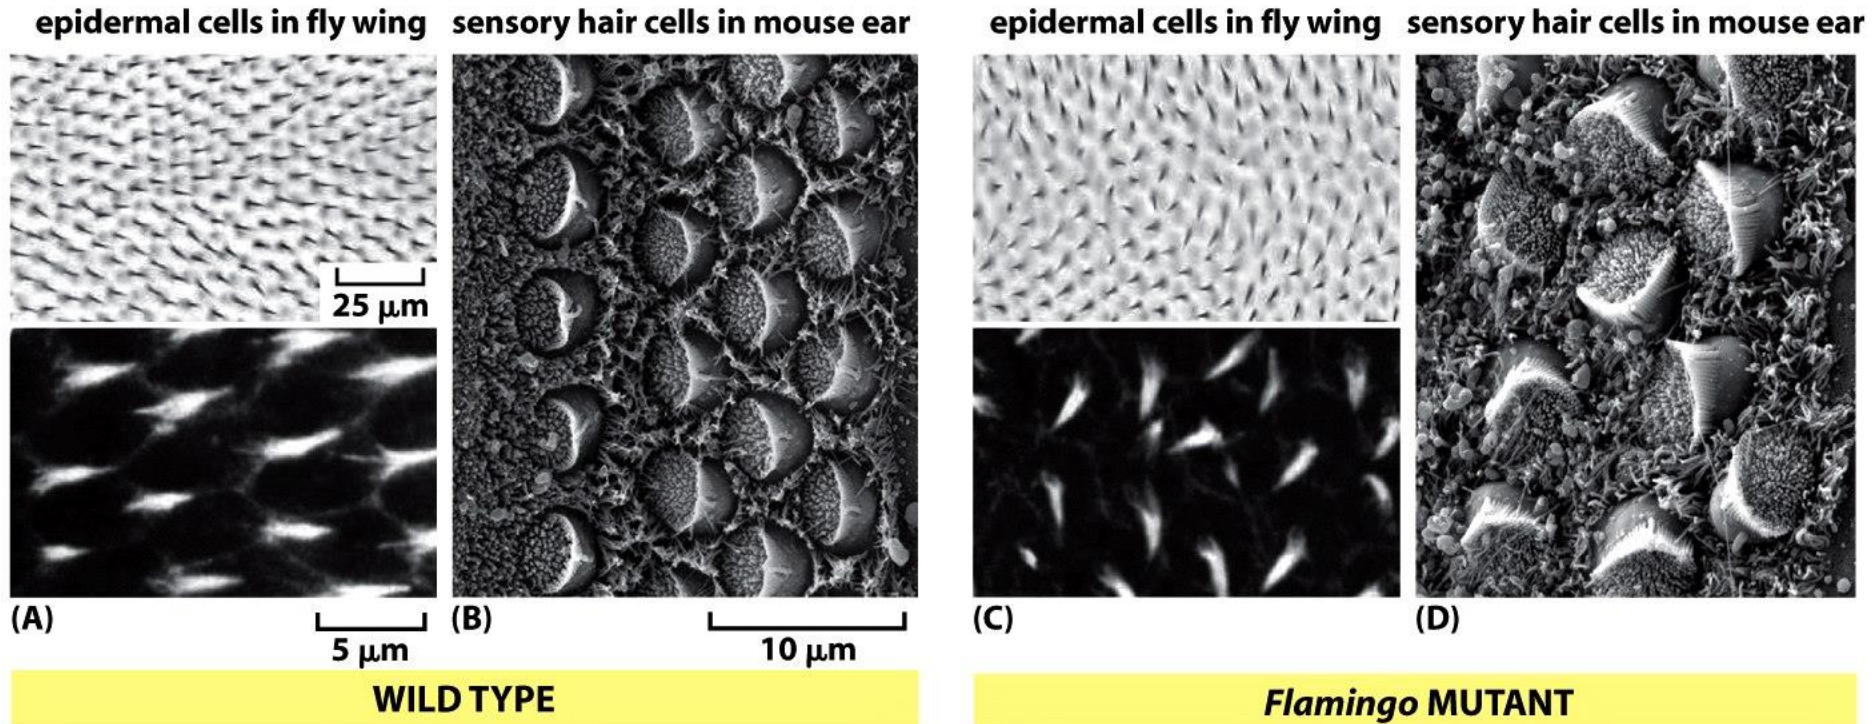 epidermal cells in fly wing
sensory hair cells in mouse ear
epidermal cells in fly wing
sensory hair cells in mouse ear
25 μm
(A)
5 μm
(B)
10 μm
(C)
(D)
WILD TYPE
Flamingo MUTANT